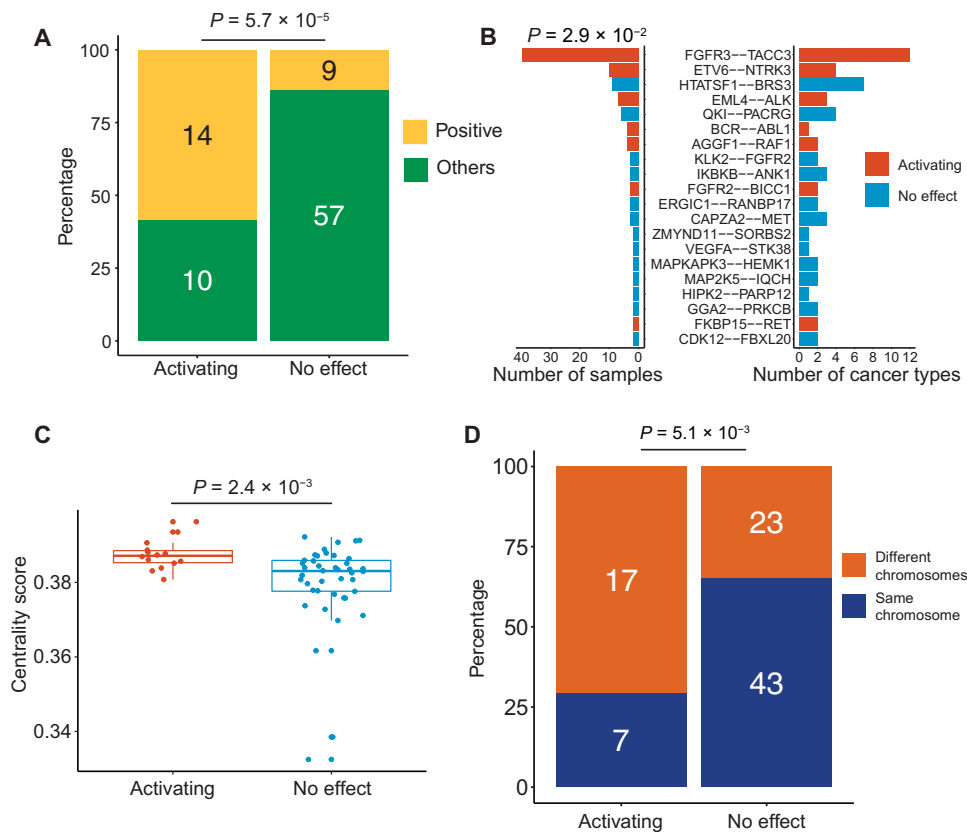 A
P = 5.7 × 10⁻⁵
100
75
50
25
0
Percentage
14
10
9
57
Activating
No effect
Positive
Others
B
P = 2.9 × 10⁻²
FGFR3−−TACC3
ETV6−−NTRK3
HTATSF1−−BRS3
EML4−−ALK
QKI−−PACRG
BCR−−ABL1
AGGF1−−RAF1
KLK2−−FGFR2
IKBKB−−ANK1
FGFR2−−BICC1
ERGIC1−−RANBP17
CAPZA2−−MET
ZMYND11−−SORBS2
VEGFA−−STK38
MAPKAPK3−−HEMK1
MAP2K5−−IQCH
HIPK2−−PARP12
GGA2−−PRKCB
FKBP15−−RET
CDK12−−FBXL20
40 30 20 10 0
Number of samples
0 2 4 6 8 10 12
Number of cancer types
Activating
No effect
C
P = 2.4 × 10⁻³
0.38
0.36
0.34
Centrality score
Activating
No effect
D
P = 5.1 × 10⁻³
100
75
50
25
0
Percentage
17
7
23
43
Activating
No effect
Different
chromosomes
Same
chromosome